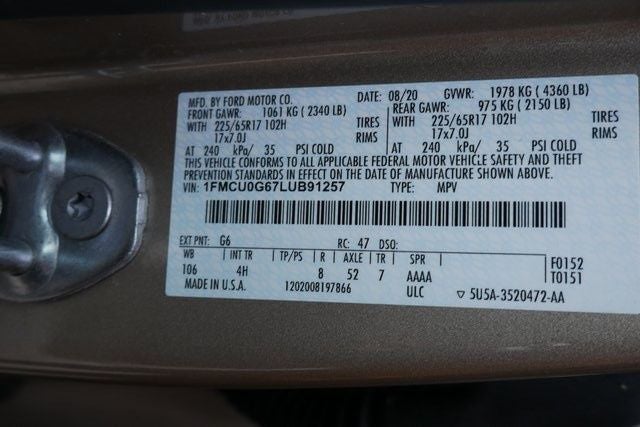 MFD. BY FORD MOTOR CO. DATE: 08/20 GVWR: 1978 KG (4360 LB)
FRONT GAWR: 1061 KG (2340 LB) REAR GAWR: 975 KG (2150 LB)
WITH 225/65R17 102H TIRES WITH 225/65R17 102H TIRES
17x7.0J RIMS 17x7.0J RIMS
AT 240 kPa/ 35 PSI COLD AT 240 kPa/ 35 PSI COLD
THIS VEHICLE CONFORMS TO ALL APPLICABLE FEDERAL MOTOR VEHICLE SAFETY AND THEFT
PREVENTION STANDARDS IN EFFECT ON THE DATE OF MANUFACTURE SHOWN ABOVE.
VIN: 1FMCU0G67LUB91257 TYPE: MPV
EXT PNT: G6 RC: 47 DSO:
WB INT TR TP/PS R AXLE TR SPR F0152
106 4H 8 52 7 AAAA T0151
MADE IN U.S.A. 1202008197866 ULC ▽ 5U5A-3520472-AA